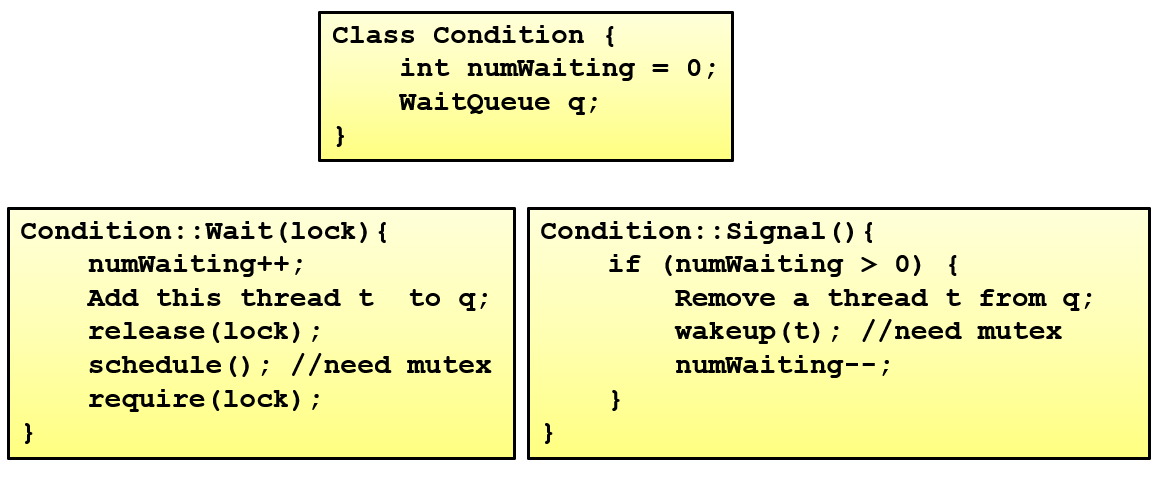 Class Condition {
    int numWaiting = 0;
    WaitQueue q;
}
Condition::Wait(lock){
    numWaiting++;
    Add this thread t  to q;
    release(lock);
    schedule(); //need mutex
    require(lock);
}
Condition::Signal(){
    if (numWaiting > 0) {
        Remove a thread t from q;
        wakeup(t); //need mutex
        numWaiting--;
    }
}